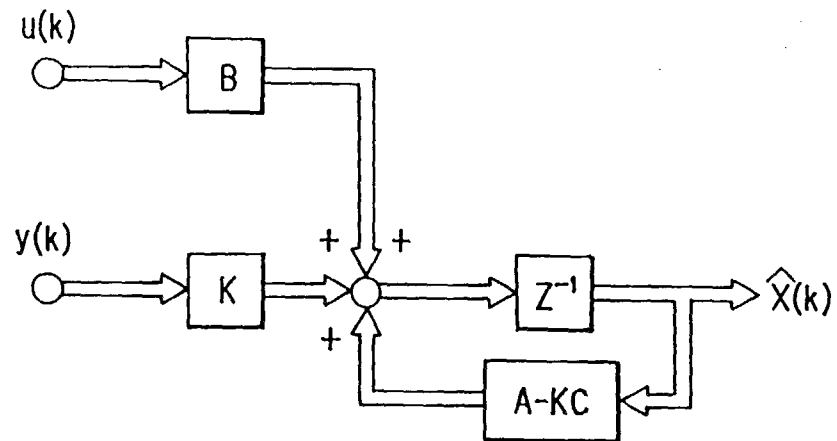 u(k)
B
y(k)
+ +
K
Z⁻¹
X̂(k)
+
A-KC